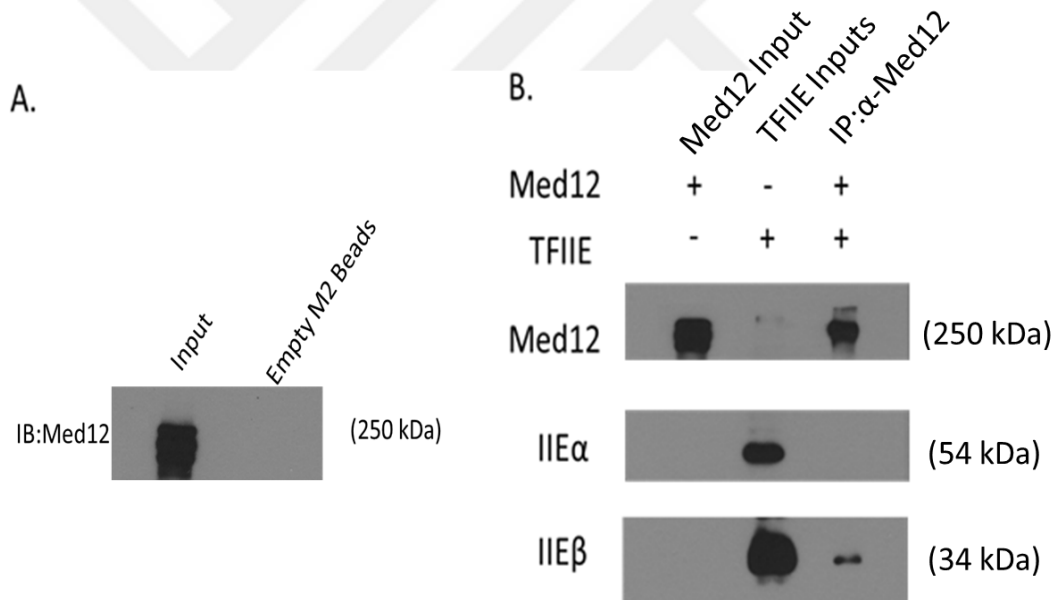 A.
Input
Empty M2 Beads
IB:Med12
(250 kDa)
B.
Med12 Input
TFIIE Inputs
IP:α-Med12
Med12 + - +
TFIIE - + +
Med12 (250 kDa)
IIEα (54 kDa)
IIEβ (34 kDa)